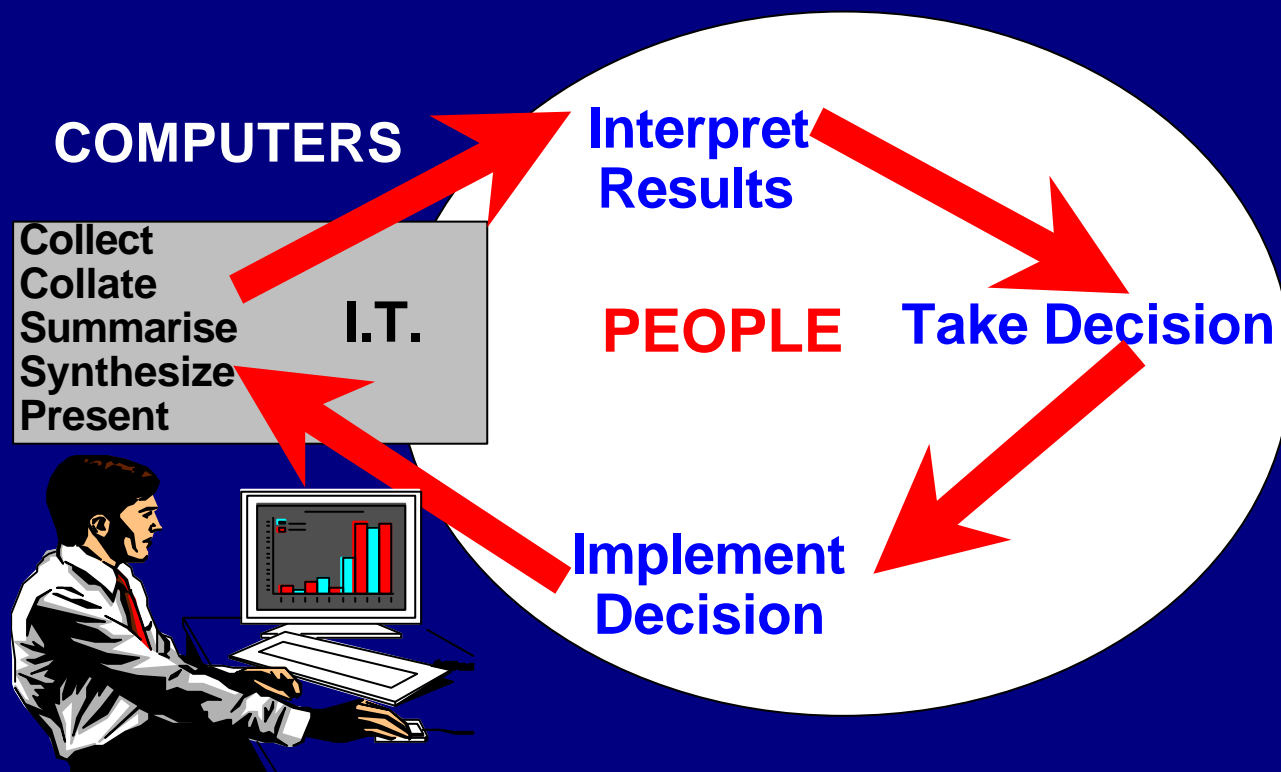 COMPUTERS
Collect
Collate
Summarise
Synthesize
Present
I.T.
Interpret
Results
PEOPLE
Take Decision
Implement
Decision